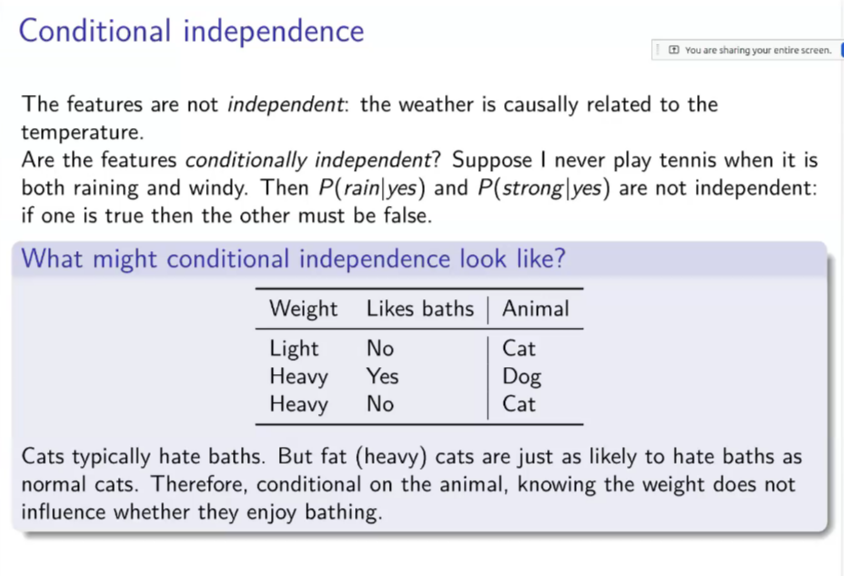 Conditional independence
You are sharing your entire screen.
The features are not independent: the weather is causally related to the
temperature.
Are the features conditionally independent? Suppose I never play tennis when it is
both raining and windy. Then P(rain|yes) and P(strong|yes) are not independent:
if one is true then the other must be false.
What might conditional independence look like?
Weight Likes baths Animal
Light No Cat
Heavy Yes Dog
Heavy No Cat
Cats typically hate baths. But fat (heavy) cats are just as likely to hate baths as
normal cats. Therefore, conditional on the animal, knowing the weight does not
influence whether they enjoy bathing.